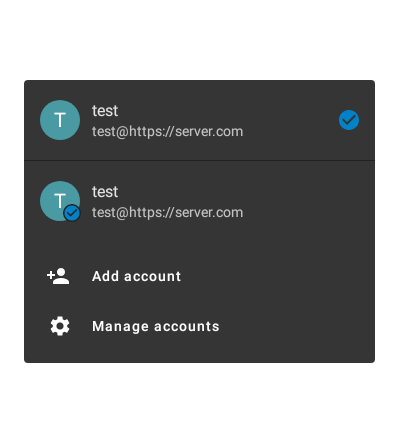 T
test
test@https://server.com
T
test
test@https://server.com
Add account
Manage accounts